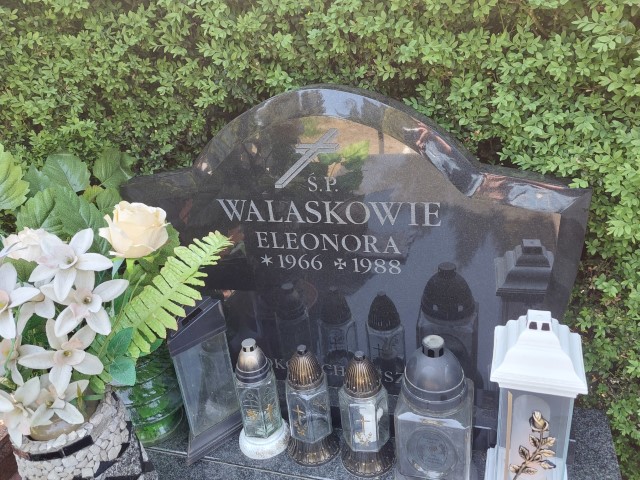 Ś.P.
WALASKOWIE
ELEONORA
*1966 ✝1988